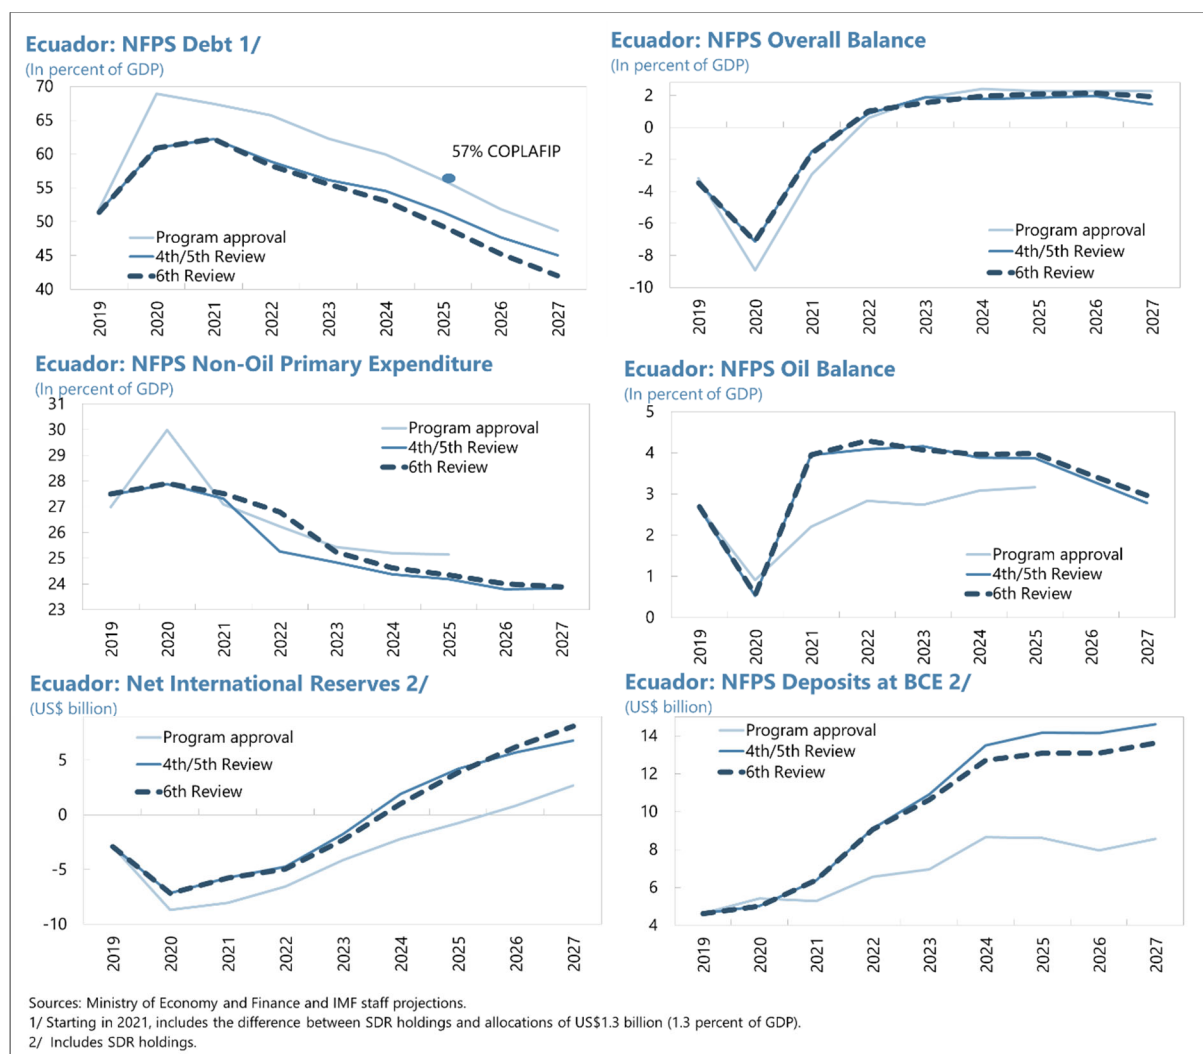 Ecuador: NFPS Debt 1/
(In percent of GDP)
70
65
60
55
50
45
40
57% COPLAFIP
Program approval
4th/5th Review
6th Review
2019
2020
2021
2022
2023
2024
2025
2026
2027
Ecuador: NFPS Overall Balance
(In percent of GDP)
2
0
-2
-4
-6
-8
-10
Program approval
4th/5th Review
6th Review
2019
2020
2021
2022
2023
2024
2025
2026
2027
Ecuador: NFPS Non-Oil Primary Expenditure
(In percent of GDP)
31
30
29
28
27
26
25
24
23
Program approval
4th/5th Review
6th Review
2019
2020
2021
2022
2023
2024
2025
2026
2027
Ecuador: NFPS Oil Balance
(In percent of GDP)
5
4
3
2
1
0
Program approval
4th/5th Review
6th Review
2019
2020
2021
2022
2023
2024
2025
2026
2027
Ecuador: Net International Reserves 2/
(US$ billion)
5
0
-5
-10
Program approval
4th/5th Review
6th Review
2019
2020
2021
2022
2023
2024
2025
2026
2027
Ecuador: NFPS Deposits at BCE 2/
(US$ billion)
14
12
10
8
6
4
Program approval
4th/5th Review
6th Review
2019
2020
2021
2022
2023
2024
2025
2026
2027
Sources: Ministry of Economy and Finance and IMF staff projections.
1/ Starting in 2021, includes the difference between SDR holdings and allocations of US$1.3 billion (1.3 percent of GDP).
2/ Includes SDR holdings.